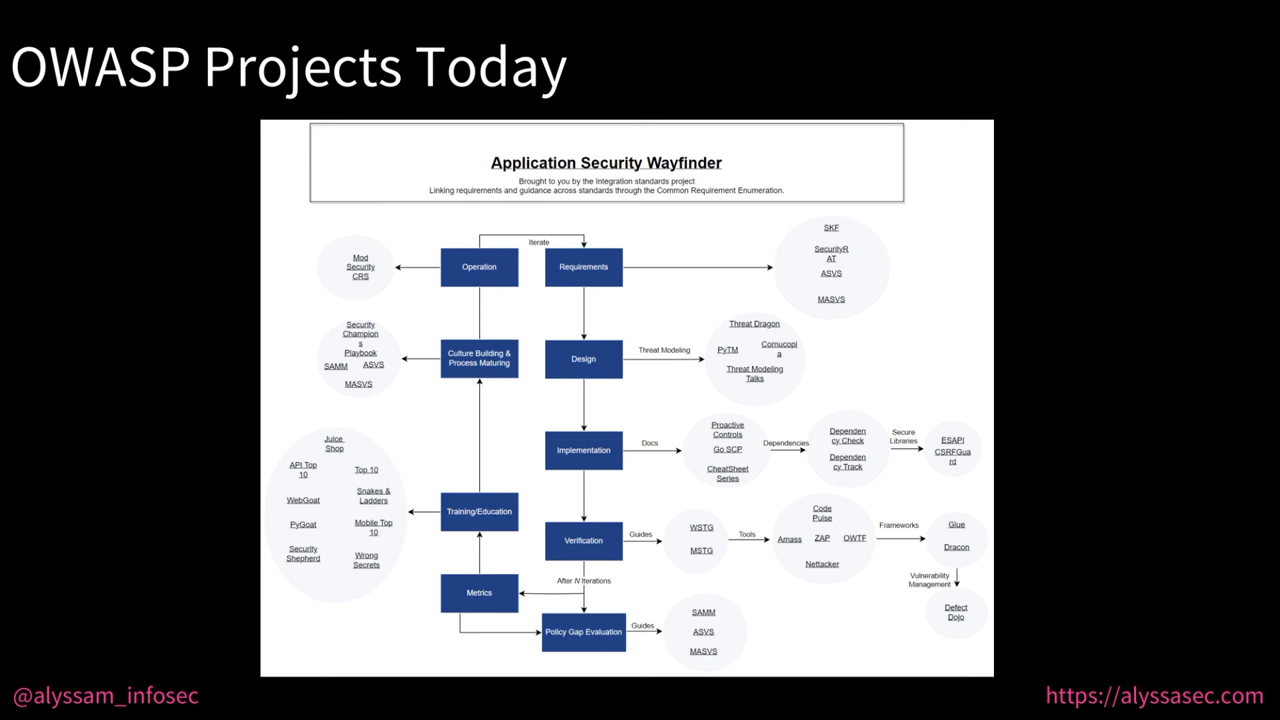 OWASP Projects Today
Application Security Wayfinder
Brought to you by the Integration standards project
Linking requirements and guidance across standards through the Common Requirement Enumeration.
Iterate
Operation
Requirements
Mod
Security
CRS
SKF
SecurityR
AT
ASVS
MASVS
Culture Building &
Process Maturing
Security
Champion
s
Playbook
SAMM
ASVS
MASVS
Design
Threat Modeling
Threat Dragon
PyTM
Cornucopi
a
Threat Modeling
Talks
Implementation
Docs
Proactive
Controls
Go SCP
CheatSheet
Series
Dependencies
Dependen
cy Check
Dependen
cy Track
Secure
Libraries
ESAPI
CSRFGua
rd
Training/Education
Juice
Shop
API Top
10
Top 10
WebGoat
Snakes &
Ladders
PyGoat
Mobile Top
10
Security
Shepherd
Wrong
Secrets
Verification
Guides
WSTG
MSTG
Tools
Code
Pulse
Amass
ZAP
OWTF
Nettacker
Frameworks
Glue
Dracon
Vulnerability
Management
Defect
Dojo
After N Iterations
Metrics
Policy Gap Evaluation
Guides
SAMM
ASVS
MASVS
@alyssam_infosec
https://alyssasec.com